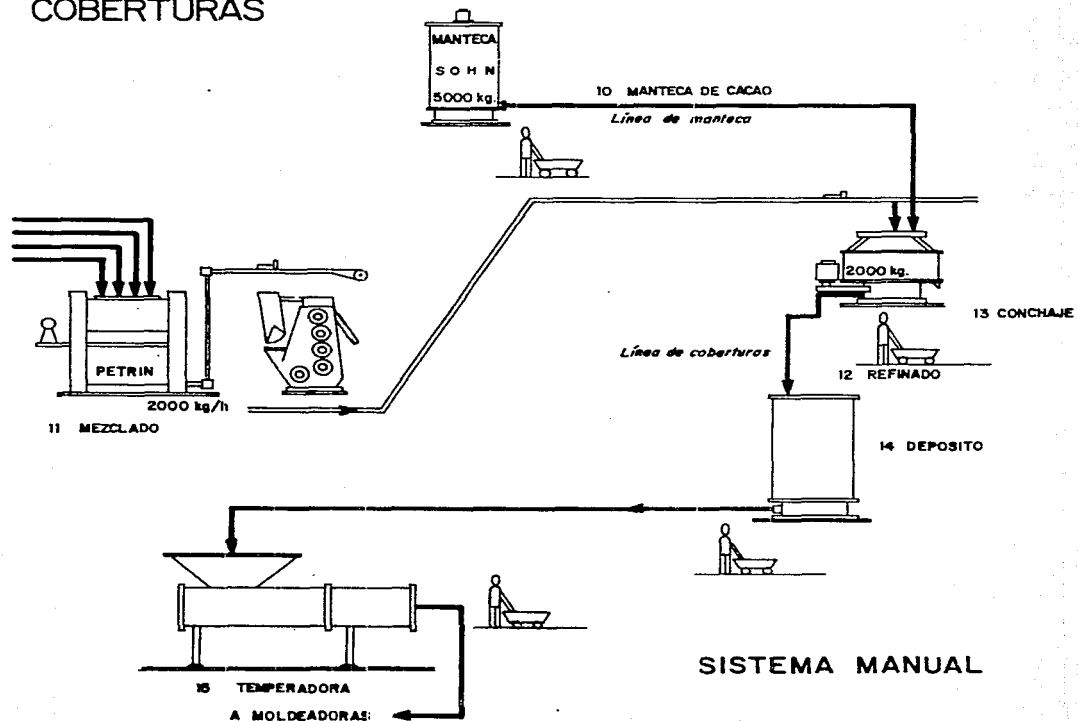 COBERTURAS
MANTECA
SOHN
5000 kg.
10 MANTECA DE CACAO
Línea de manteca
2000 kg.
13 CONCHAJE
Línea de coberturas
12 REFINADO
PETRIN
2000 kg/h
11 MEZCLADO
14 DEPOSITO
SISTEMA MANUAL
15 TEMPERADORA
A MOLDEADORAS